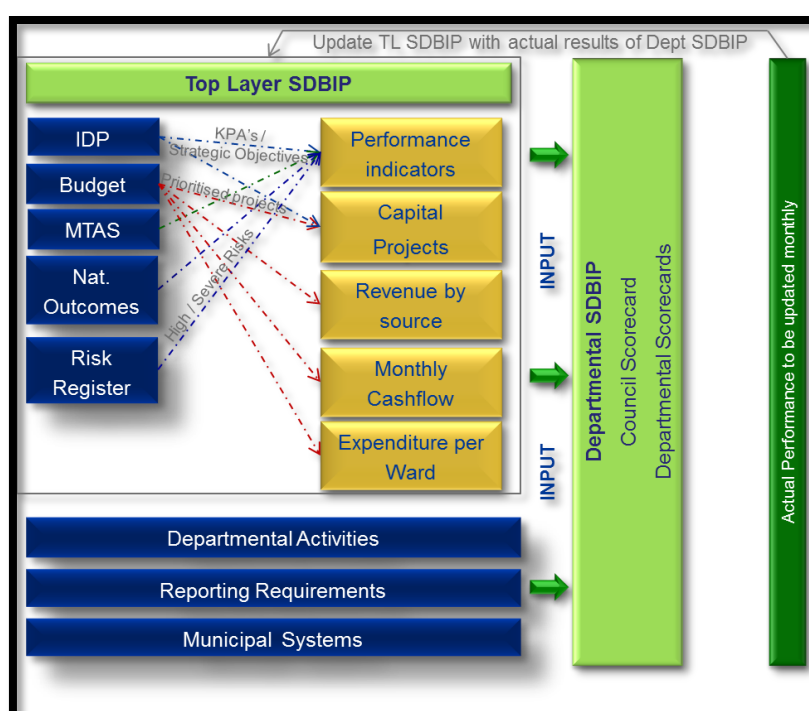 Update TL SDBIP with actual results of Dept SDBIP
Top Layer SDBIP
IDP
Budget
MTAS
Nat.
Outcomes
Risk
Register
KPA's /
Strategic Objectives
Prioritised projects
High / Severe Risks
Performance
indicators
Capital
Projects
Revenue by
source
Monthly
Cashflow
Expenditure per
Ward
INPUT
INPUT
Departmental SDBIP
Council Scorecard
Departmental Scorecards
Actual Performance to be updated monthly
Departmental Activities
Reporting Requirements
Municipal Systems